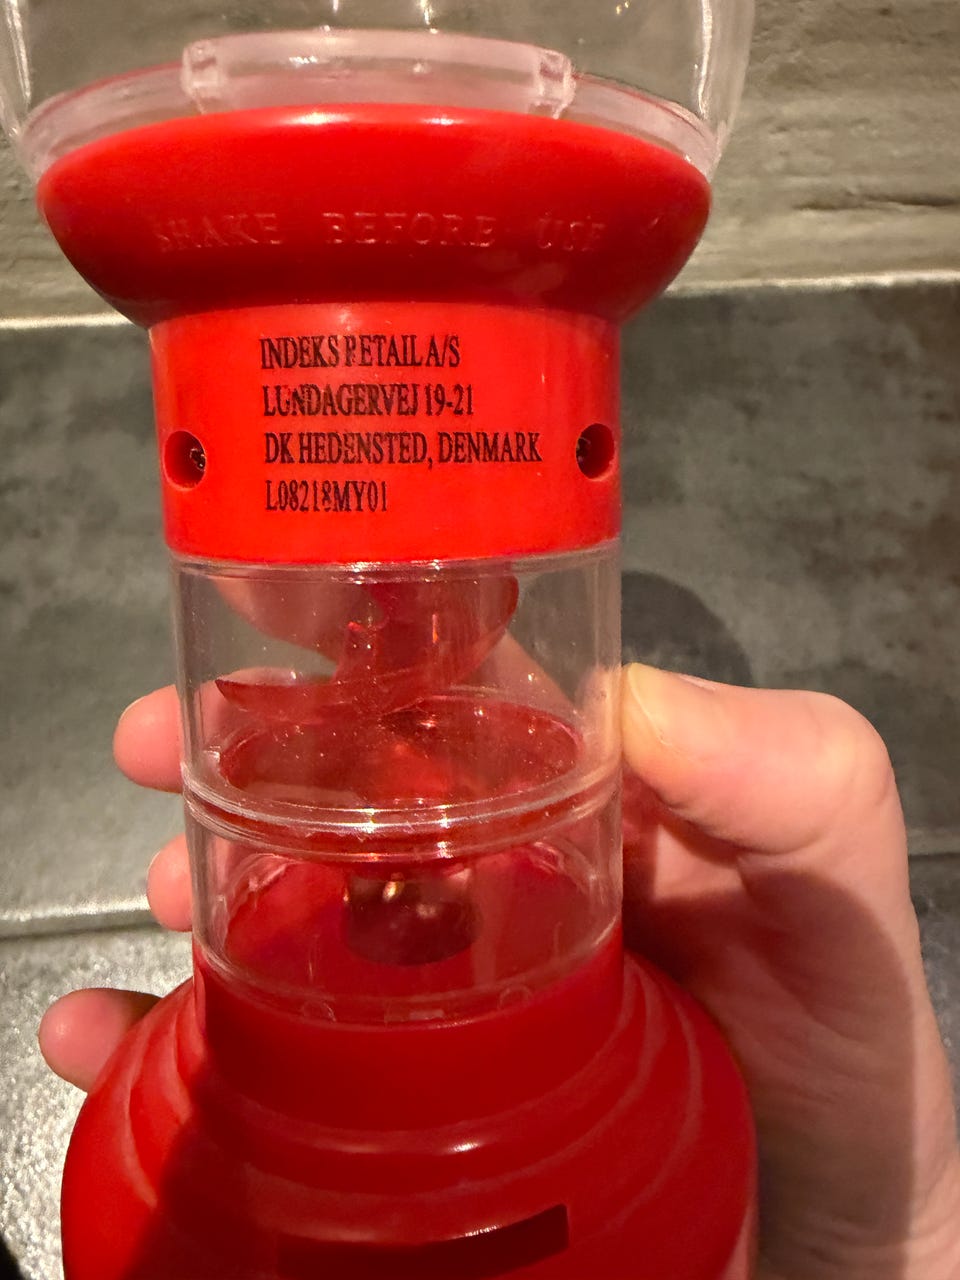 SHAKE BEFORE USE
INDEKS RETAIL A/S
LUNDAGERVEJ 19-21
DK HEDENSTED, DENMARK
L08218MY01